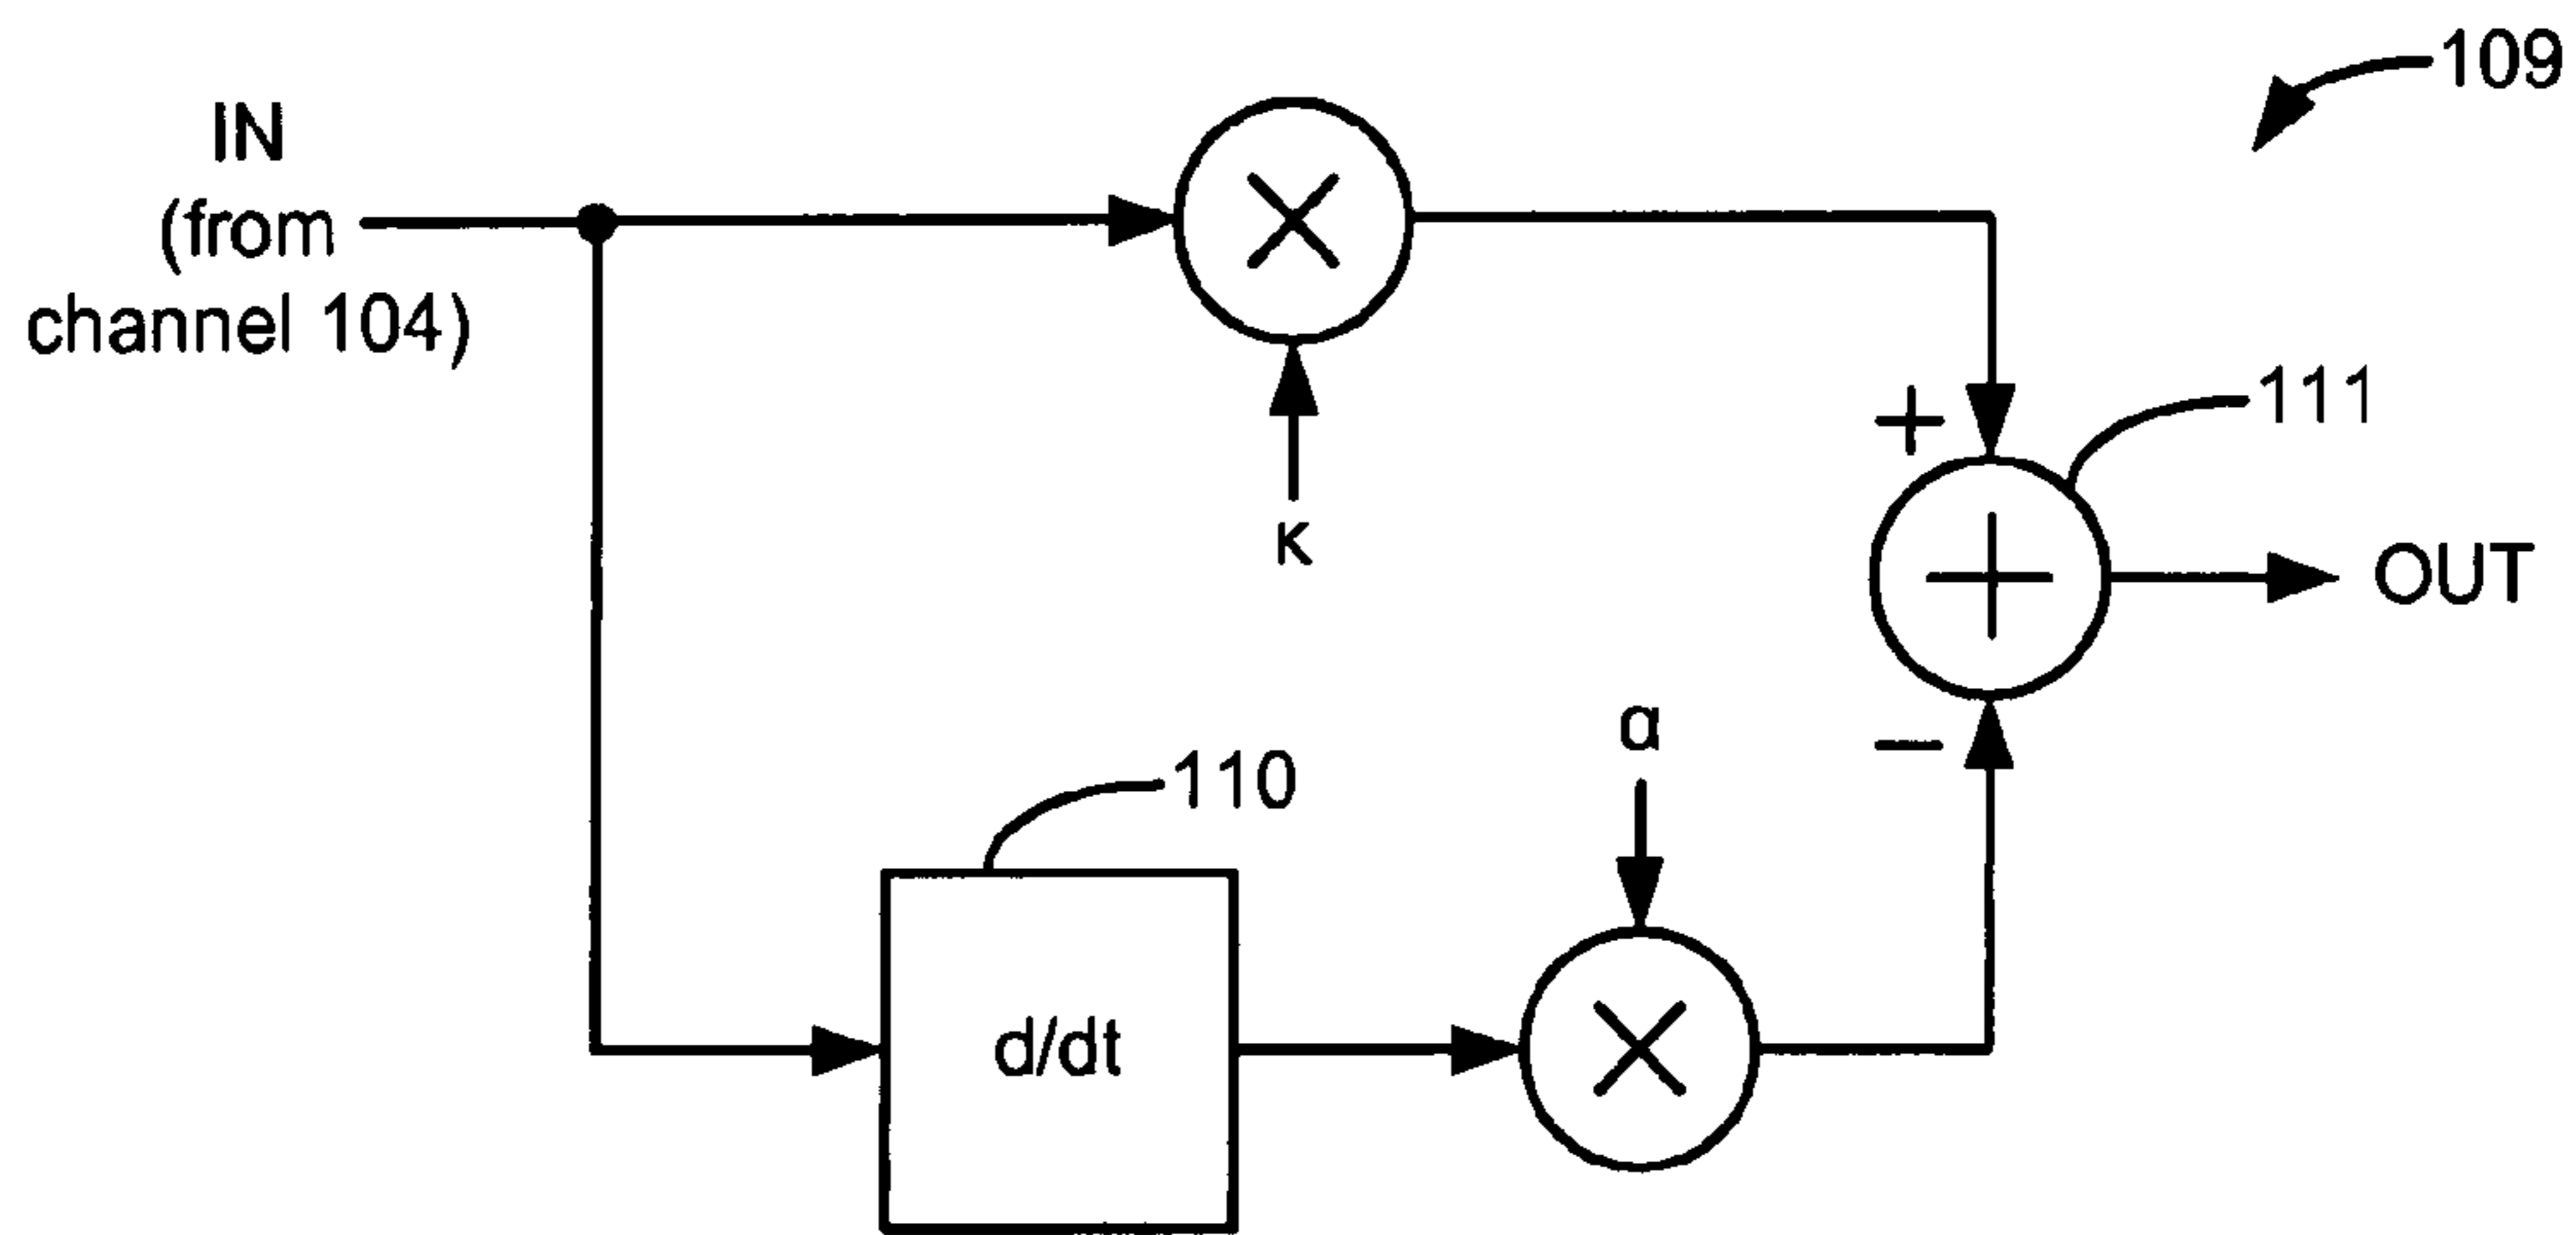 109
IN
(from
channel 104)
κ
+
111
OUT
α
−
110
d/dt